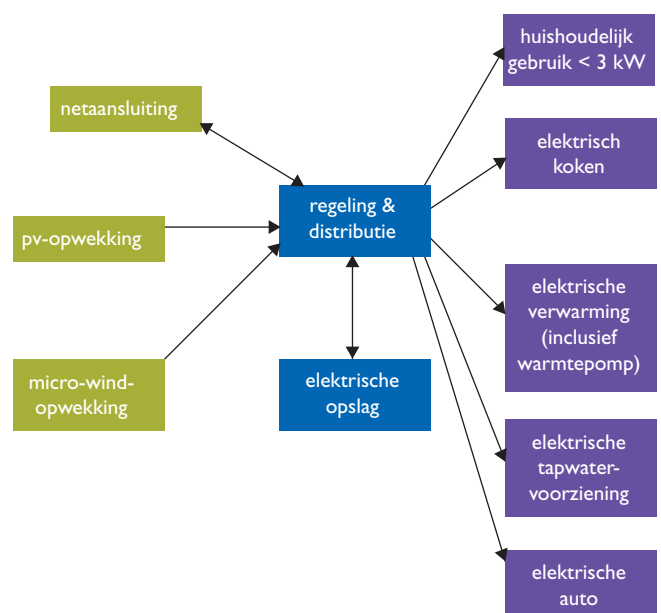 huishoudelijk
gebruik < 3 kW
netaansluiting
elektrisch
koken
regeling &
distributie
pv-opwekking
elektrische
verwarming
(inclusief
warmtepomp)
micro-wind-
opwekking
elektrische
opslag
elektrische
tapwater-
voorziening
elektrische
auto